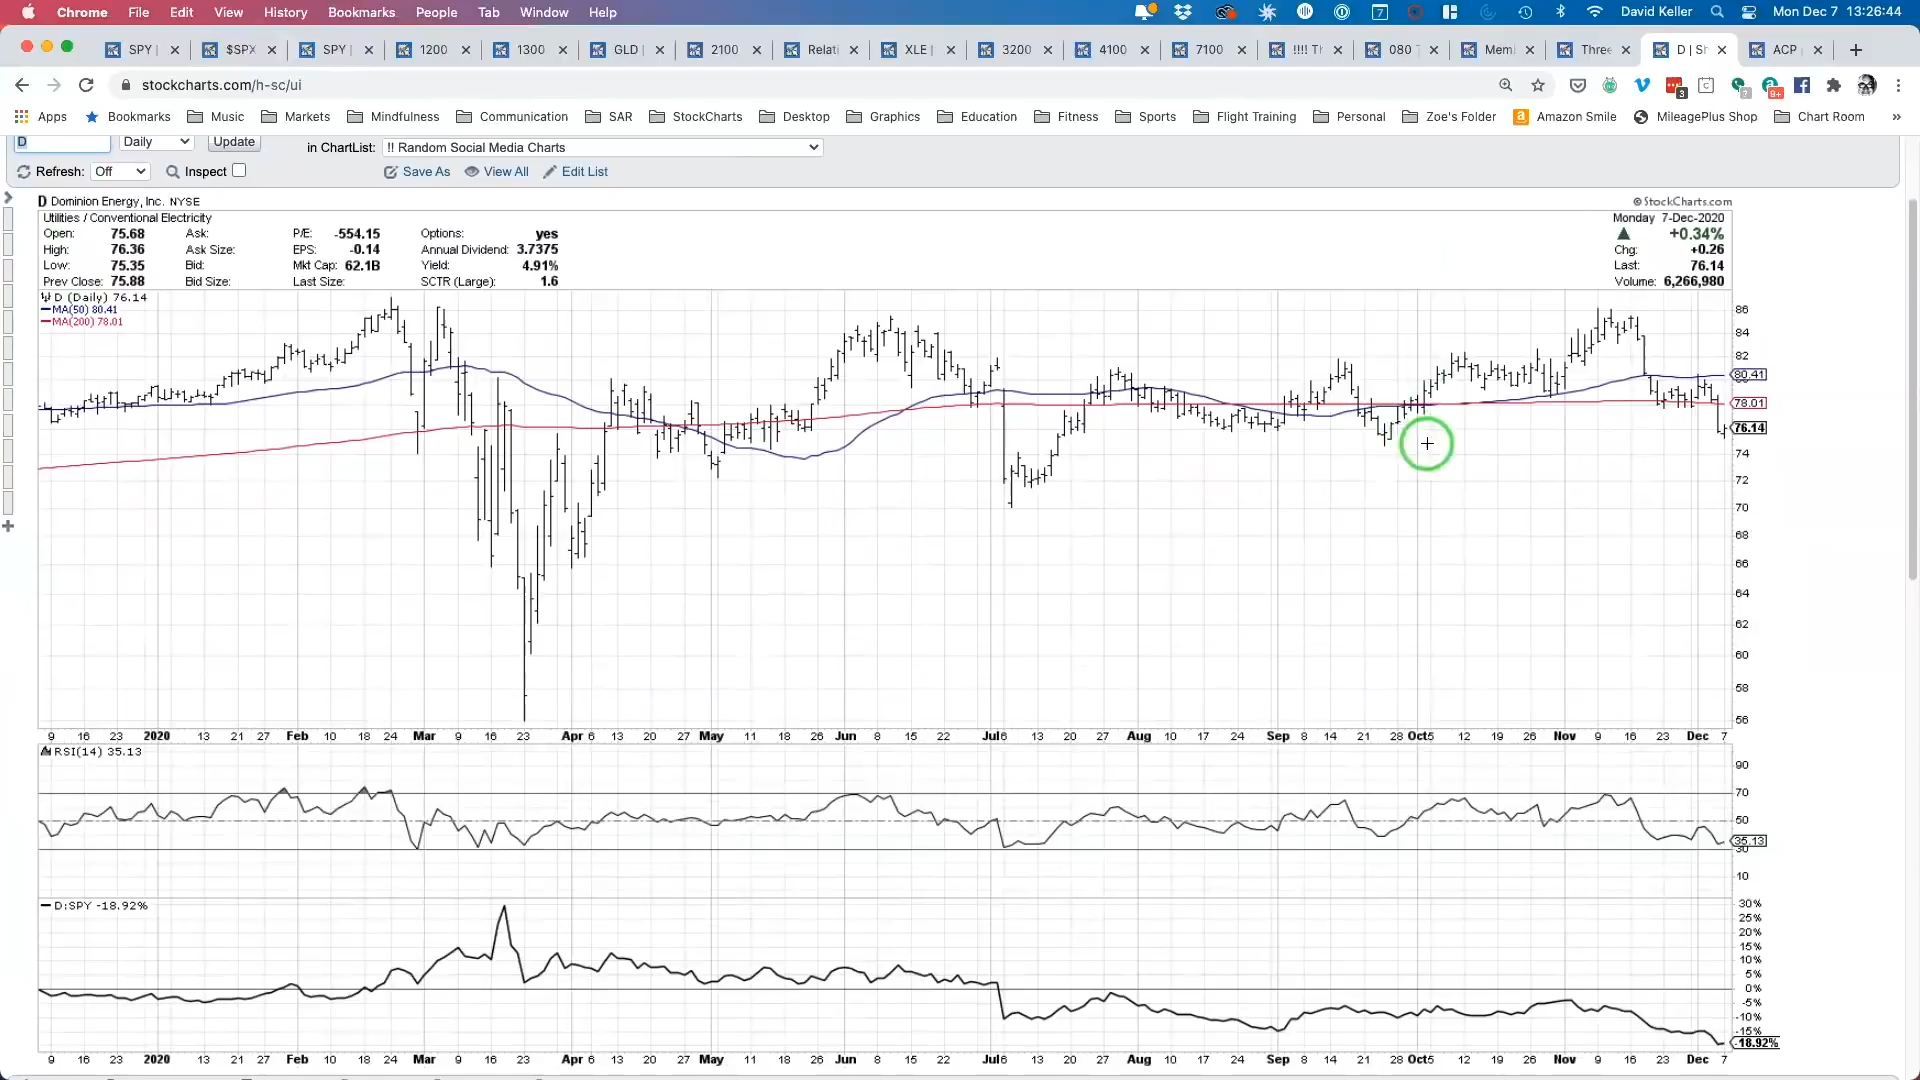 Chrome File Edit View History Bookmarks People Tab Window Help 7 David Keller Mon Dec 7 13:26:44
SPY | $SPX SPY | 1200 1300 GLD | 2100 Relati XLE | 3200 4100 7100 !!!! Th 080 Mem Three D | Sh ACP
stockcharts.com/h-sc/ui
Apps Bookmarks Music Markets Mindfulness Communication SAR StockCharts Desktop Graphics Education Fitness Sports Flight Training Personal Zoe's Folder Amazon Smile MileagePlus Shop Chart Room »
D Daily Update in ChartList: !! Random Social Media Charts
Refresh: Off Inspect Save As View All Edit List
D Dominion Energy, Inc. NYSE ©StockCharts.com
Utilities / Conventional Electricity Monday 7-Dec-2020
Open: 75.68 Ask: P/E: -554.15 Options: yes +0.34%
High: 76.36 Ask Size: EPS: -0.14 Annual Dividend: 3.7375 Chg: +0.26
Low: 75.35 Bid: Mkt Cap: 62.1B Yield: 4.91% Last: 76.14
Prev Close: 75.88 Bid Size: Last Size: SCTR (Large): 1.6 Volume: 6,266,980
D (Daily) 76.14
MA(50) 80.41
MA(200) 78.01
86
84
82
80.41
78.01
76.14
74
72
70
68
66
64
62
60
58
56
9 16 23 2020 13 21 27 Feb 10 18 24 Mar 9 16 23 Apr 6 13 20 27 May 11 18 26 Jun 8 15 22 Jul 6 13 20 27 Aug 10 17 24 Sep 8 14 21 28 Oct 5 12 19 26 Nov 9 16 23 Dec 7
RSI(14) 35.13
90
70
50
35.13
30
10
D:SPY -18.92%
30%
25%
20%
15%
10%
5%
0%
-5%
-10%
-15%
-18.92%
9 16 23 2020 13 21 27 Feb 10 18 24 Mar 9 16 23 Apr 6 13 20 27 May 11 18 26 Jun 8 15 22 Jul 6 13 20 27 Aug 10 17 24 Sep 8 14 21 28 Oct 5 12 19 26 Nov 9 16 23 Dec 7